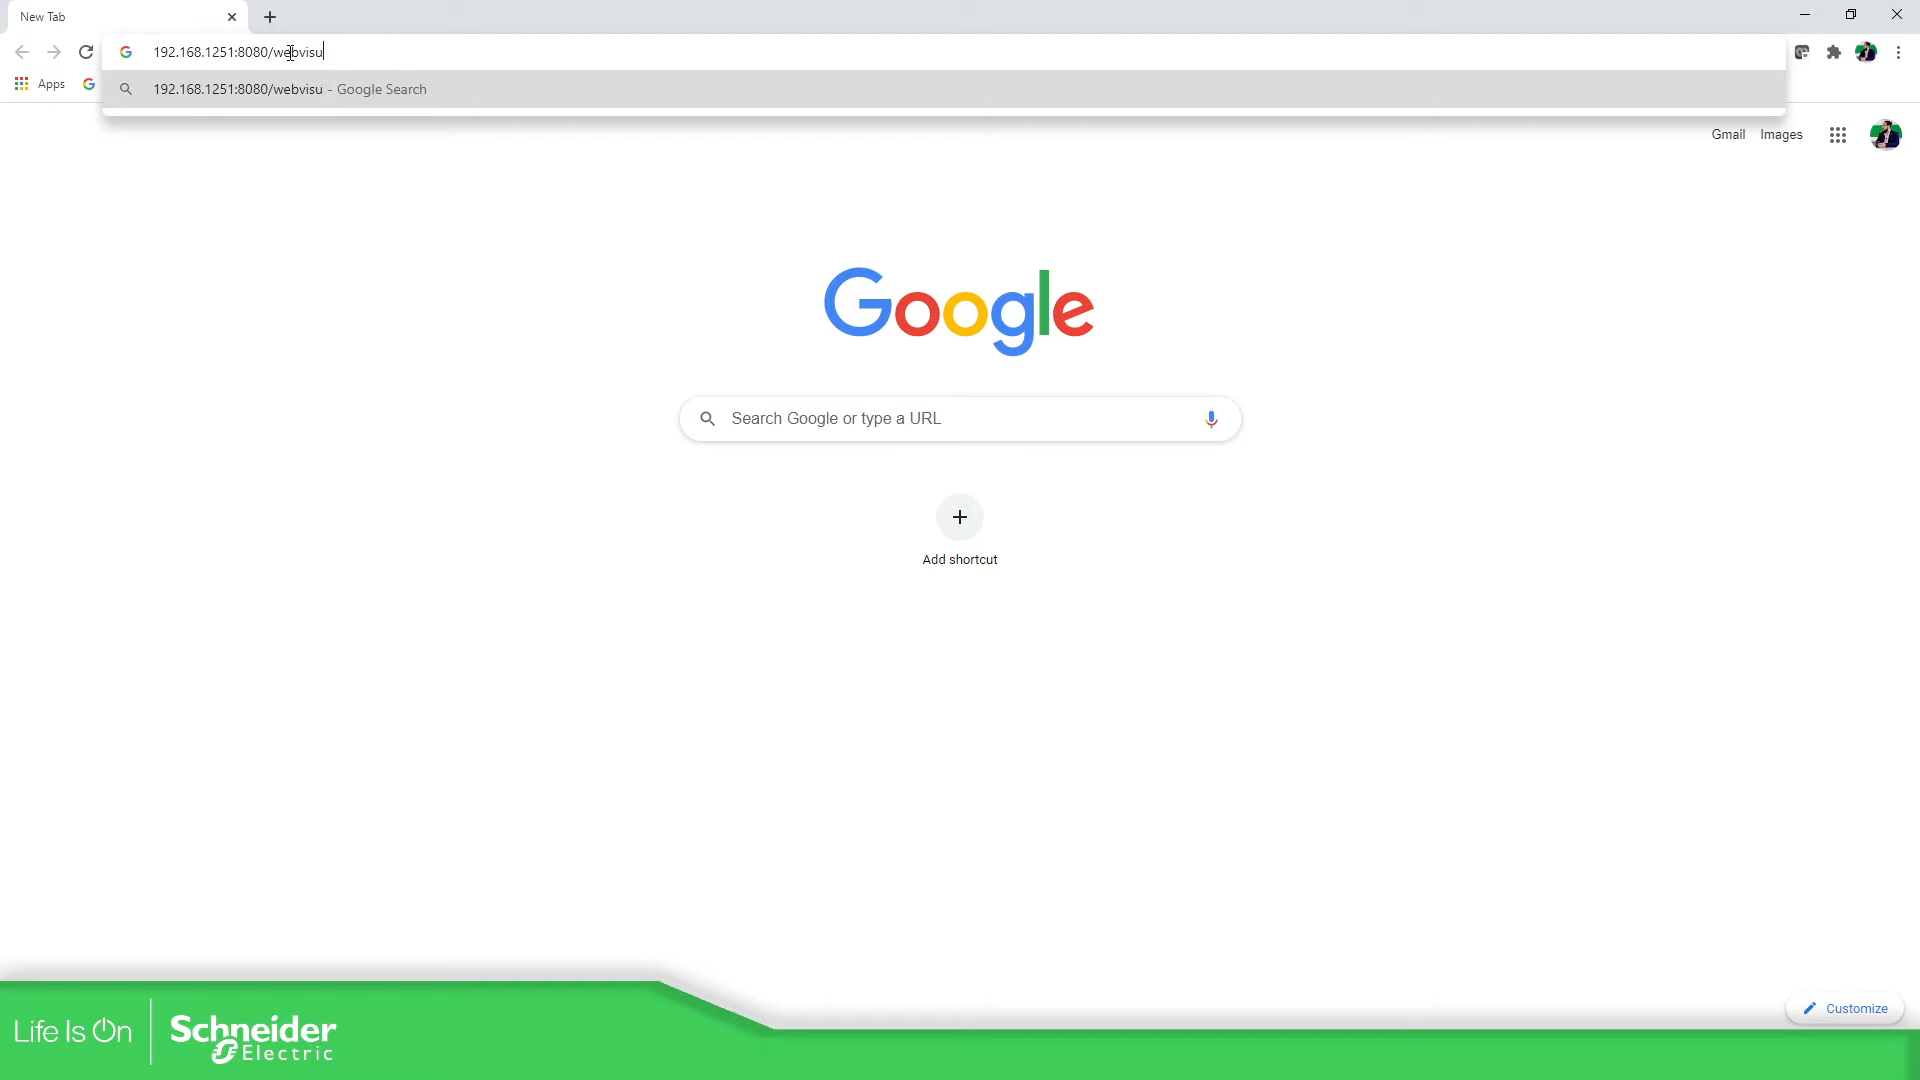 New Tab
192.168.1251:8080/webvisu
192.168.1251:8080/webvisu - Google Search
Apps
Gmail Images
Google
Search Google or type a URL
Add shortcut
Customize
Life Is On Schneider Electric